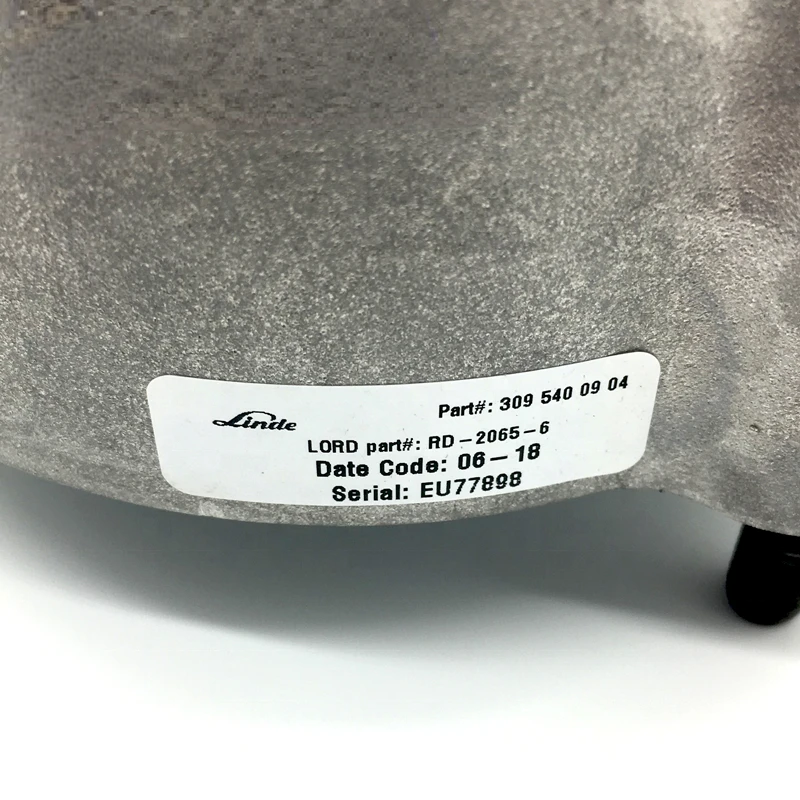 Linde
Part#: 309 540 09 04
LORD part#: RD-2065-6
Date Code: 06-18
Serial: EU77898